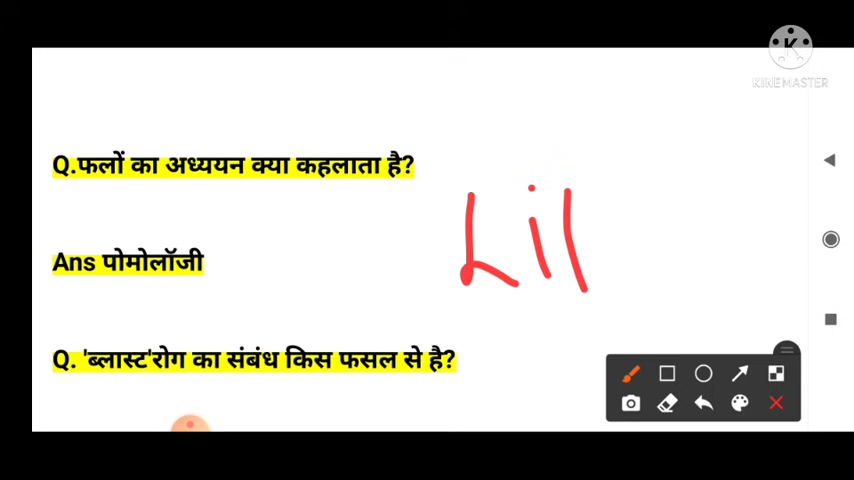 KINEMASTER
Q.फलों का अध्ययन क्या कहलाता है?
Lil
Ans पोमोलॉजी
Q. 'ब्लास्ट'रोग का संबंध किस फसल से है?